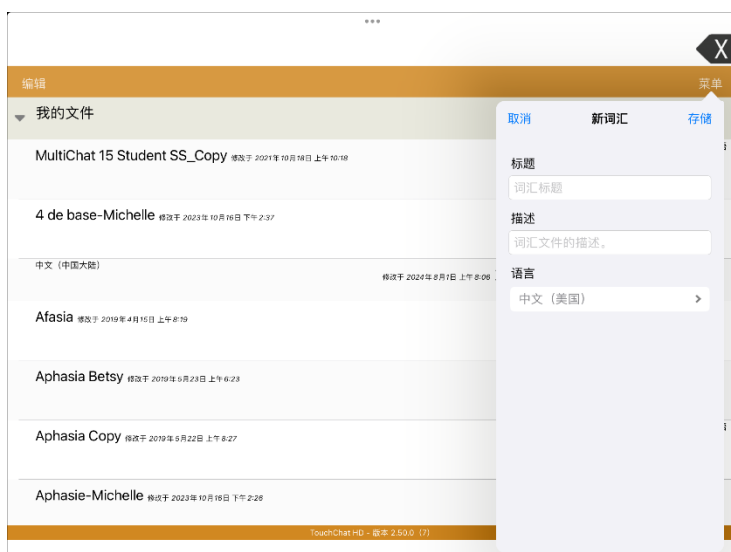 X
编辑
菜单
我的文件
MultiChat 15 Student SS_Copy 修改于 2021年10月18日 上午10:18
4 de base-Michelle 修改于 2023年10月16日 下午2:37
中文（中国大陆）
修改于 2024年8月1日 上午8:06
Afasia 修改于 2019年4月15日 上午8:19
Aphasia Betsy 修改于 2019年5月23日 上午6:23
Aphasia Copy 修改于 2019年5月22日 上午8:27
Aphasie-Michelle 修改于 2023年10月16日 下午2:26
TouchChat HD - 版本 2.50.0 (7)
取消
新词汇
存储
标题
词汇标题
描述
词汇文件的描述。
语言
中文（美国）